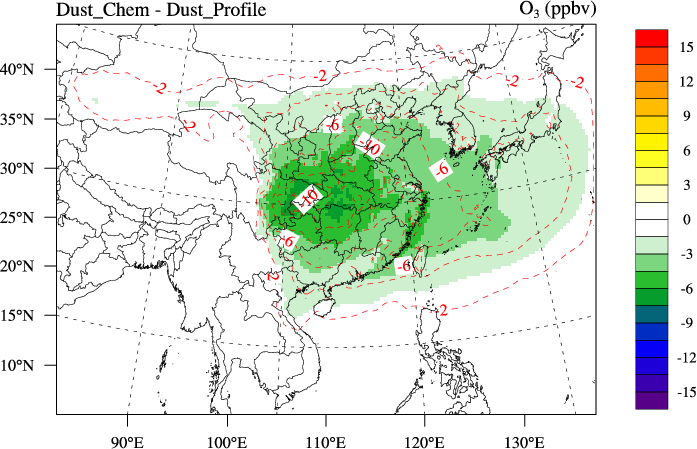 Dust_Chem - Dust_Profile O₃ (ppbv)
40°N
35°N
30°N
25°N
20°N
15°N
10°N
90°E 100°E 110°E 120°E 130°E
-2 -2 -2 -2
-2
-6
-10
-6
-10
-6
-6
-2
-2
15
12
9
6
3
0
-3
-6
-9
-12
-15